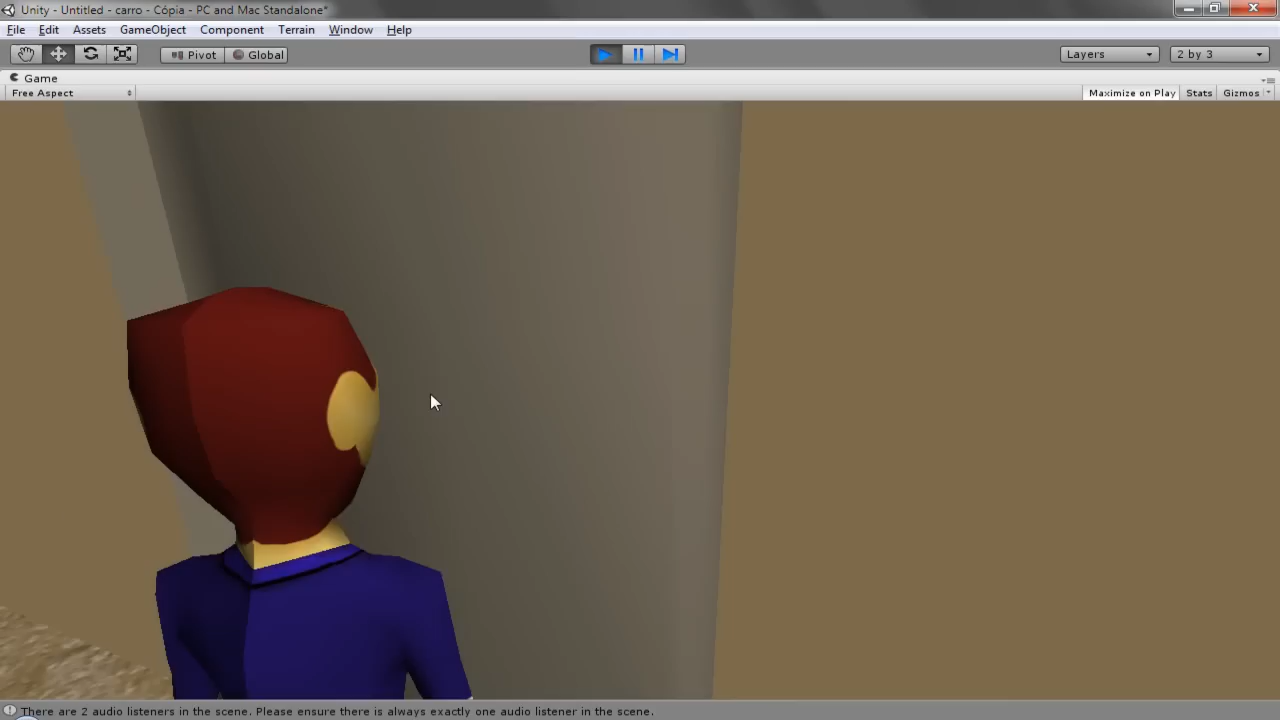 Unity - Untitled - carro - Cópia - PC and Mac Standalone*
File Edit Assets GameObject Component Terrain Window Help
Pivot Global Layers 2 by 3
Game
Free Aspect Maximize on Play Stats Gizmos
There are 2 audio listeners in the scene. Please ensure there is always exactly one audio listener in the scene.